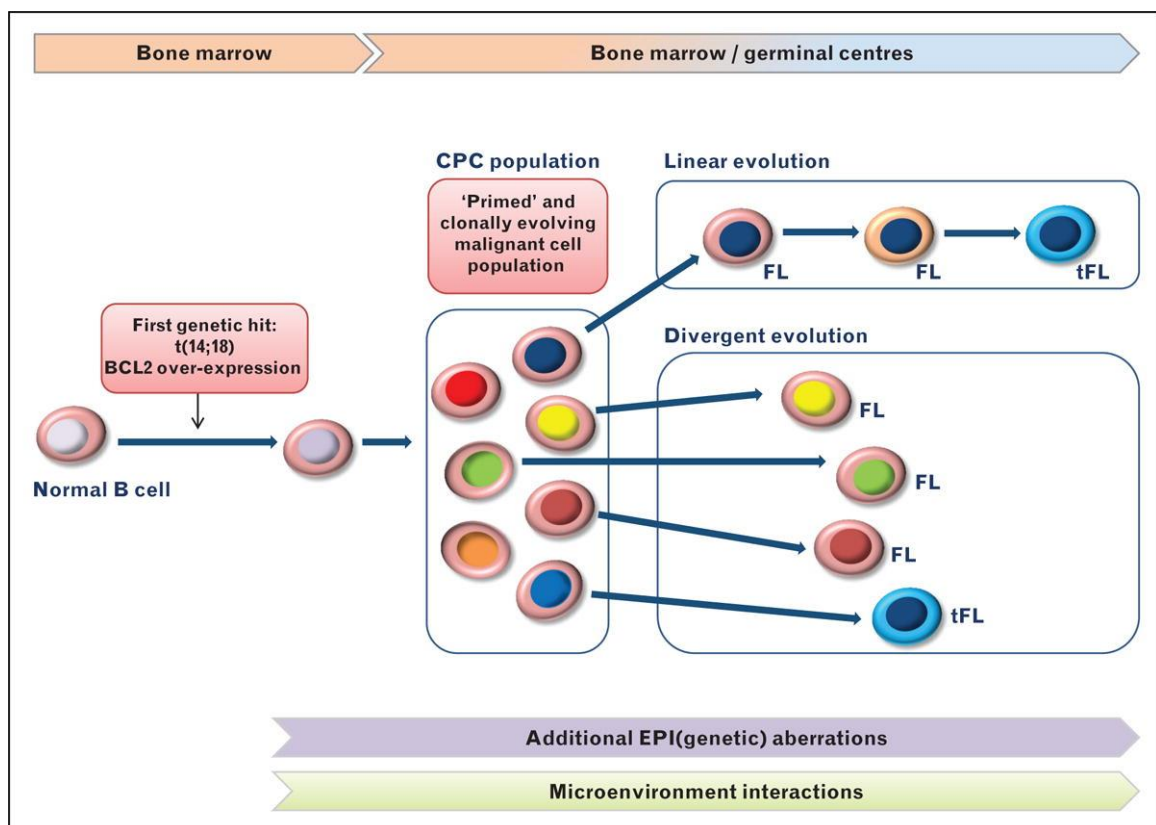 Bone marrow
Bone marrow / germinal centres
CPC population
'Primed' and
clonally evolving
malignant cell
population
Linear evolution
FL
FL
tFL
First genetic hit:
t(14;18)
BCL2 over-expression
Normal B cell
Divergent evolution
FL
FL
FL
tFL
Additional EPI(genetic) aberrations
Microenvironment interactions